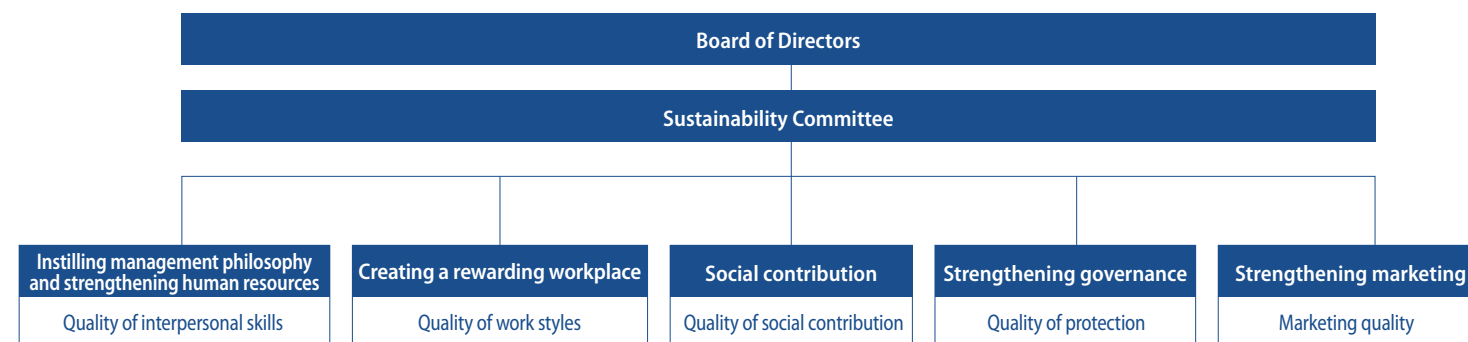 Board of Directors
Sustainability Committee
Instilling management philosophy
and strengthening human resources
Quality of interpersonal skills
Creating a rewarding workplace
Quality of work styles
Social contribution
Quality of social contribution
Strengthening governance
Quality of protection
Strengthening marketing
Marketing quality